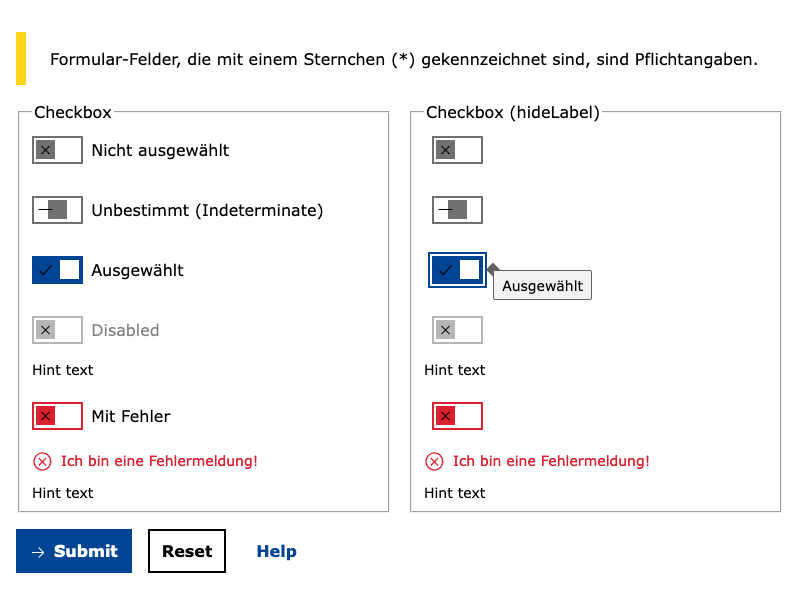 Formular-Felder, die mit einem Sternchen (*) gekennzeichnet sind, sind Pflichtangaben.
Checkbox
Nicht ausgewählt
Unbestimmt (Indeterminate)
Ausgewählt
Disabled
Hint text
Mit Fehler
Ich bin eine Fehlermeldung!
Hint text
Checkbox (hideLabel)
Ausgewählt
Hint text
Ich bin eine Fehlermeldung!
Hint text
Submit
Reset
Help